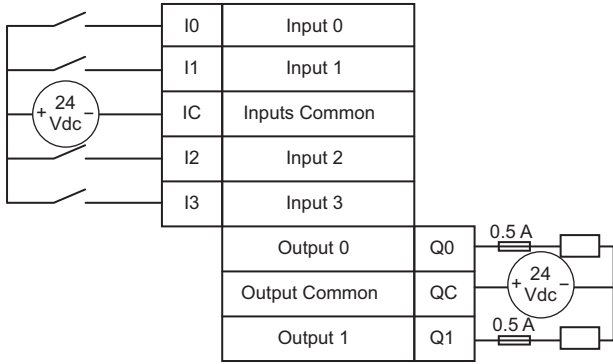 I0 Input 0
I1 Input 1
+ 24 Vdc − IC Inputs Common
I2 Input 2
I3 Input 3
Output 0 Q0 0.5 A
Output Common QC + 24 Vdc −
Output 1 Q1 0.5 A